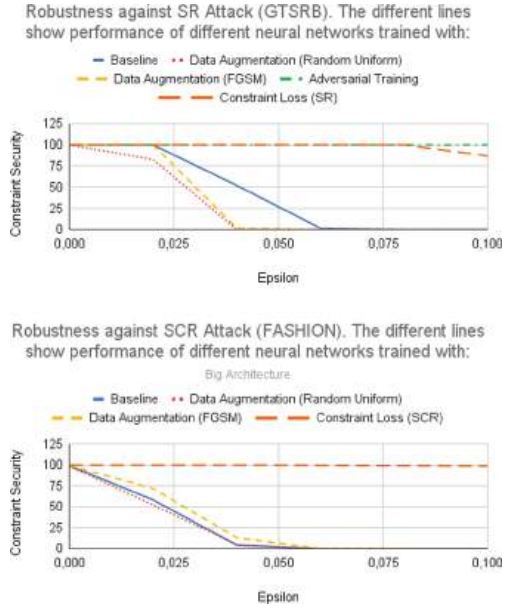 Robustness against SR Attack (GTSRB). The different lines
show performance of different neural networks trained with:
Baseline Data Augmentation (Random Uniform)
Data Augmentation (FGSM) Adversarial Training
Constraint Loss (SR)
Constraint Security
125
100
75
50
25
0
0,000 0,025 0,050 0,075 0,100
Epsilon
Robustness against SCR Attack (FASHION). The different lines
show performance of different neural networks trained with:
Big Architecture
Baseline Data Augmentation (Random Uniform)
Data Augmentation (FGSM) Constraint Loss (SCR)
Constraint Security
125
100
75
50
25
0
0,000 0,025 0,050 0,075 0,100
Epsilon